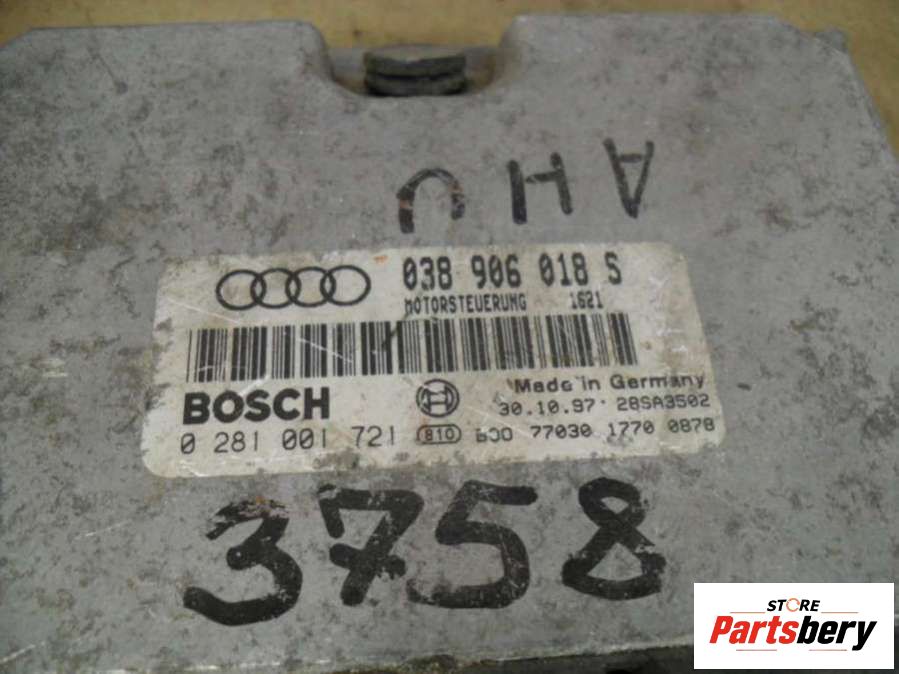 AHU
038 906 018 S
MOTORSTEUERUNG 1621
BOSCH
Made in Germany
30.10.97 28SA3502
0 281 001 721 810 77030 1770 0878
3758
STORE
Partsbery